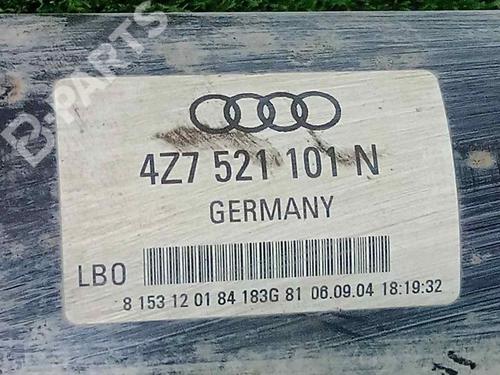 B-PARTS
4Z7 521 101 N
GERMANY
LBO
8 153 12 01 84 183G 81 06.09.04 18:19:32